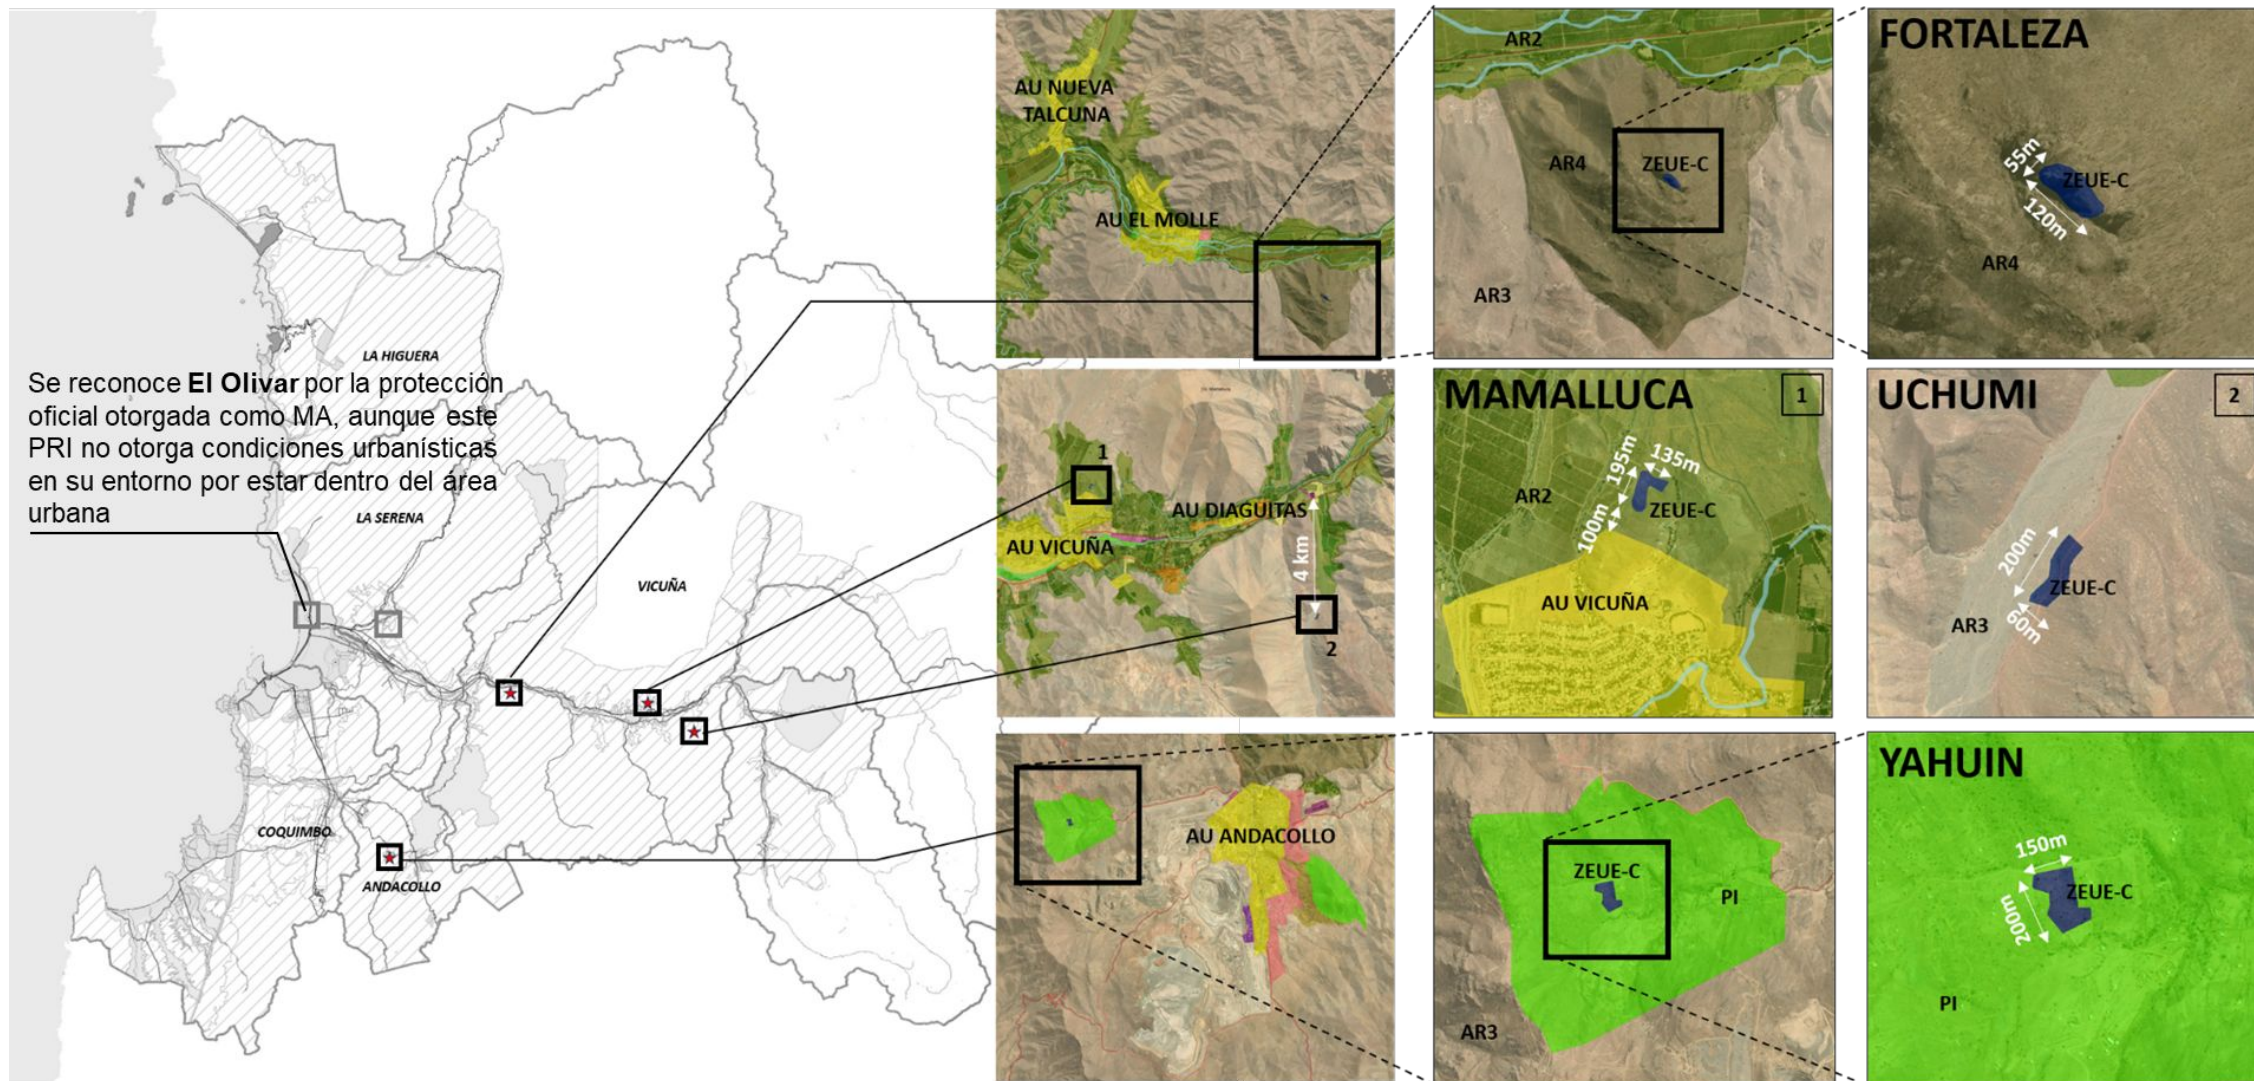 Se reconoce El Olivar por la protección
oficial otorgada como MA, aunque este
PRI no otorga condiciones urbanísticas
en su entorno por estar dentro del área
urbana
LA HIGUERA
LA SERENA
VICUÑA
COQUIMBO
ANDACOLLO
AU NUEVA
TALCUNA
AU EL MOLLE
AR2
AR4
ZEUE-C
AR3
FORTALEZA
55m
ZEUE-C
120m
AR4
1
AU DIAGUITAS
AU VICUÑA
4 km
2
MAMALLUCA
1
195m
135m
AR2
ZEUE-C
100m
AU VICUÑA
UCHUMI
2
200m
ZEUE-C
60m
AR3
AU ANDACOLLO
ZEUE-C
PI
AR3
YAHUIN
150m
ZEUE-C
200m
PI